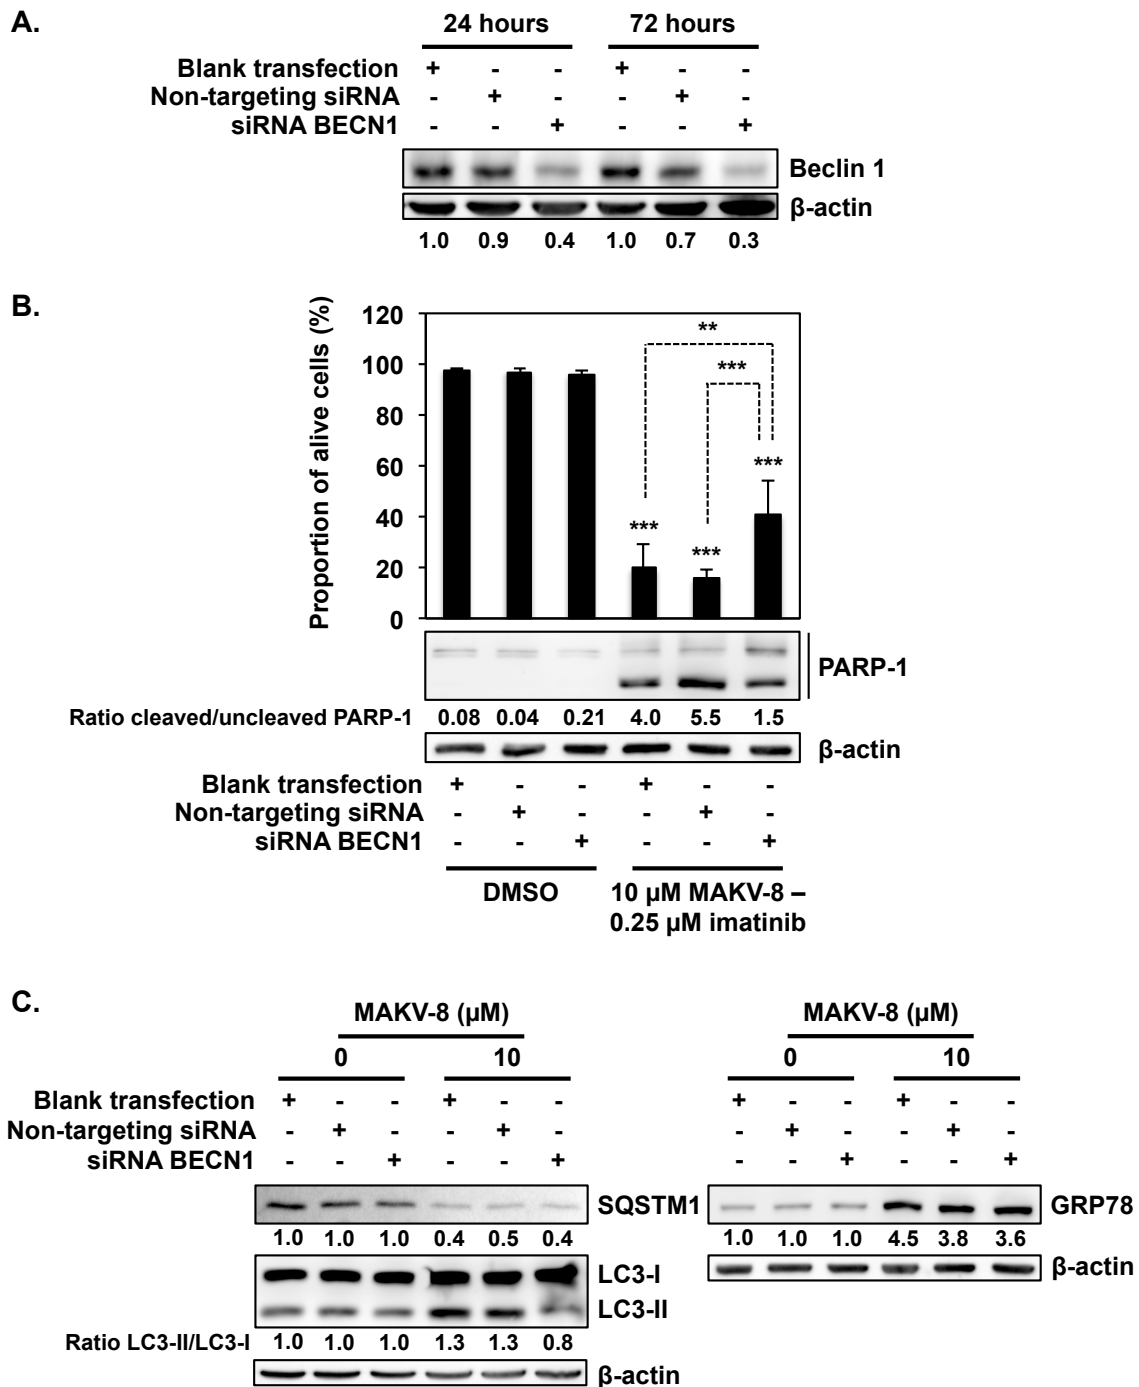 A.
24 hours 72 hours
Blank transfection + - - + - -
Non-targeting siRNA - + - - + -
siRNA BECN1 - - + - - +
Beclin 1
β-actin
1.0 0.9 0.4 1.0 0.7 0.3
B.
Proportion of alive cells (%)
120
100
80
60
40
20
0
**
***
***
***
***
PARP-1
Ratio cleaved/uncleaved PARP-1 0.08 0.04 0.21 4.0 5.5 1.5
β-actin
Blank transfection + - - + - -
Non-targeting siRNA - + - - + -
siRNA BECN1 - - + - - +
DMSO 10 µM MAKV-8 –
0.25 µM imatinib
C.
MAKV-8 (µM)
0 10
Blank transfection + - - + - -
Non-targeting siRNA - + - - + -
siRNA BECN1 - - + - - +
SQSTM1
1.0 1.0 1.0 0.4 0.5 0.4
LC3-I
LC3-II
Ratio LC3-II/LC3-I 1.0 1.0 1.0 1.3 1.3 0.8
β-actin
MAKV-8 (µM)
0 10
+ - - + - -
- + - - + -
- - + - - +
GRP78
1.0 1.0 1.0 4.5 3.8 3.6
β-actin